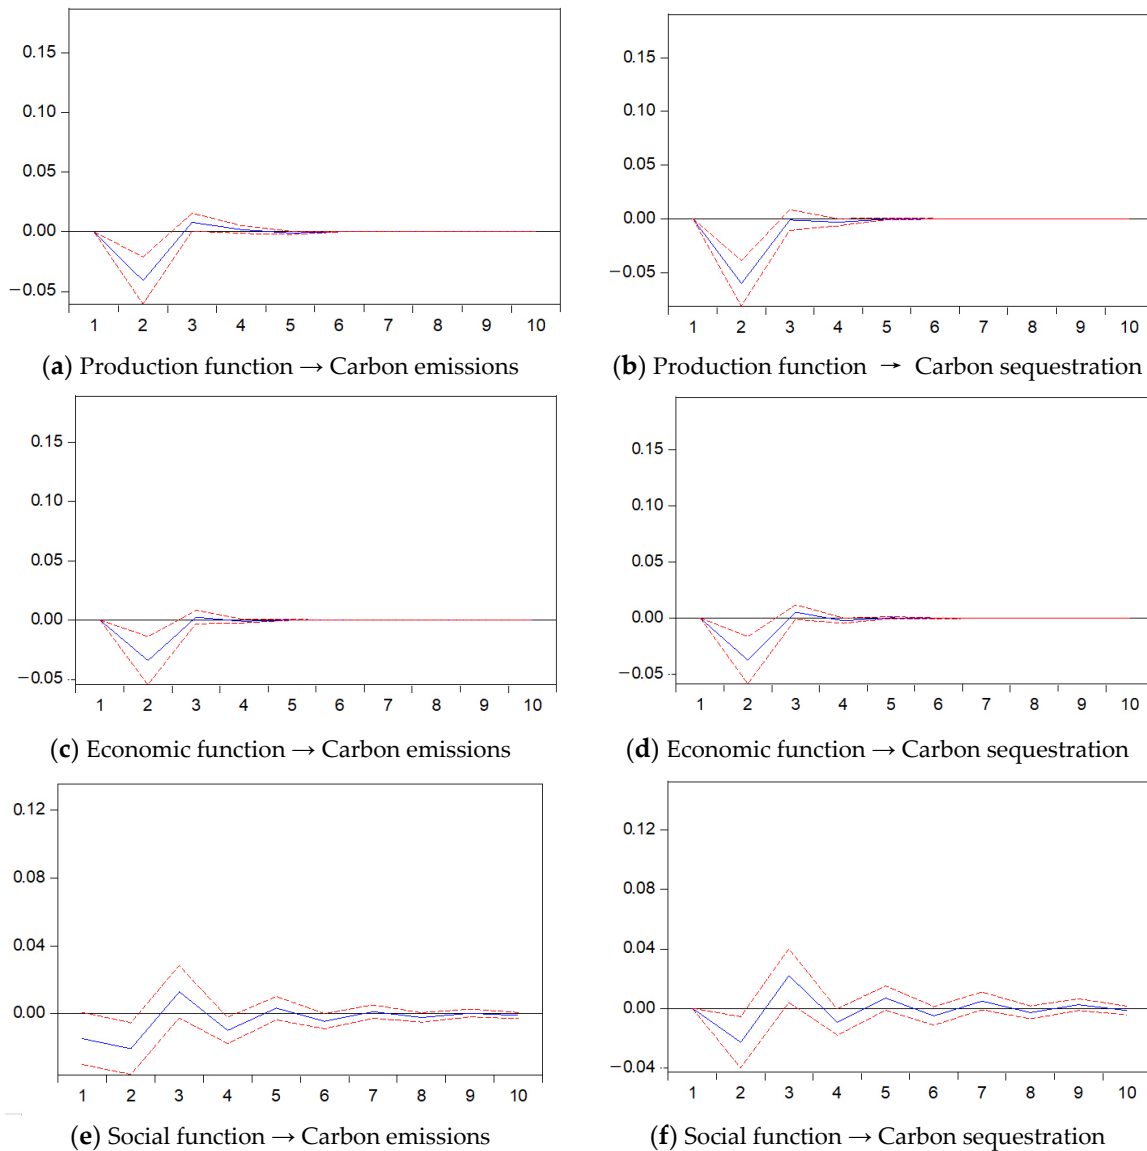 0.15
0.10
0.05
0.00
−0.05
1 2 3 4 5 6 7 8 9 10
(a) Production function → Carbon emissions
0.15
0.10
0.05
0.00
−0.05
1 2 3 4 5 6 7 8 9 10
(b) Production function → Carbon sequestration
0.15
0.10
0.05
0.00
−0.05
1 2 3 4 5 6 7 8 9 10
(c) Economic function → Carbon emissions
0.15
0.10
0.05
0.00
−0.05
1 2 3 4 5 6 7 8 9 10
(d) Economic function → Carbon sequestration
0.12
0.08
0.04
0.00
1 2 3 4 5 6 7 8 9 10
(e) Social function → Carbon emissions
0.12
0.08
0.04
0.00
−0.04
1 2 3 4 5 6 7 8 9 10
(f) Social function → Carbon sequestration